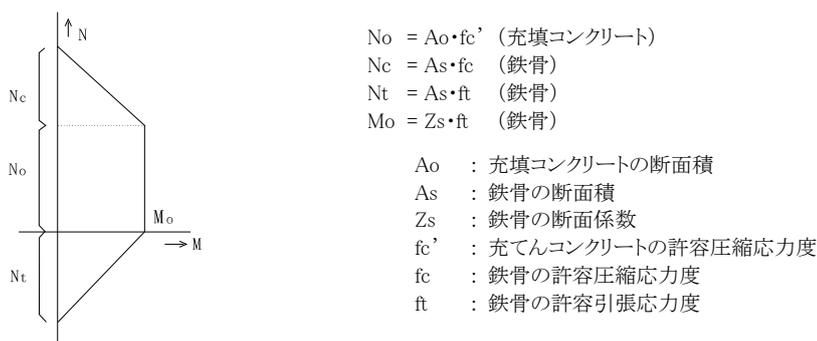 N
Nc
No
Mo
M
Nt
No = Ao・fc’ (充填コンクリート)
Nc = As・fc (鉄骨)
Nt = As・ft (鉄骨)
Mo = Zs・ft (鉄骨)
Ao : 充填コンクリートの断面積
As : 鉄骨の断面積
Zs : 鉄骨の断面係数
fc’ : 充てんコンクリートの許容圧縮応力度
fc : 鉄骨の許容圧縮応力度
ft : 鉄骨の許容引張応力度